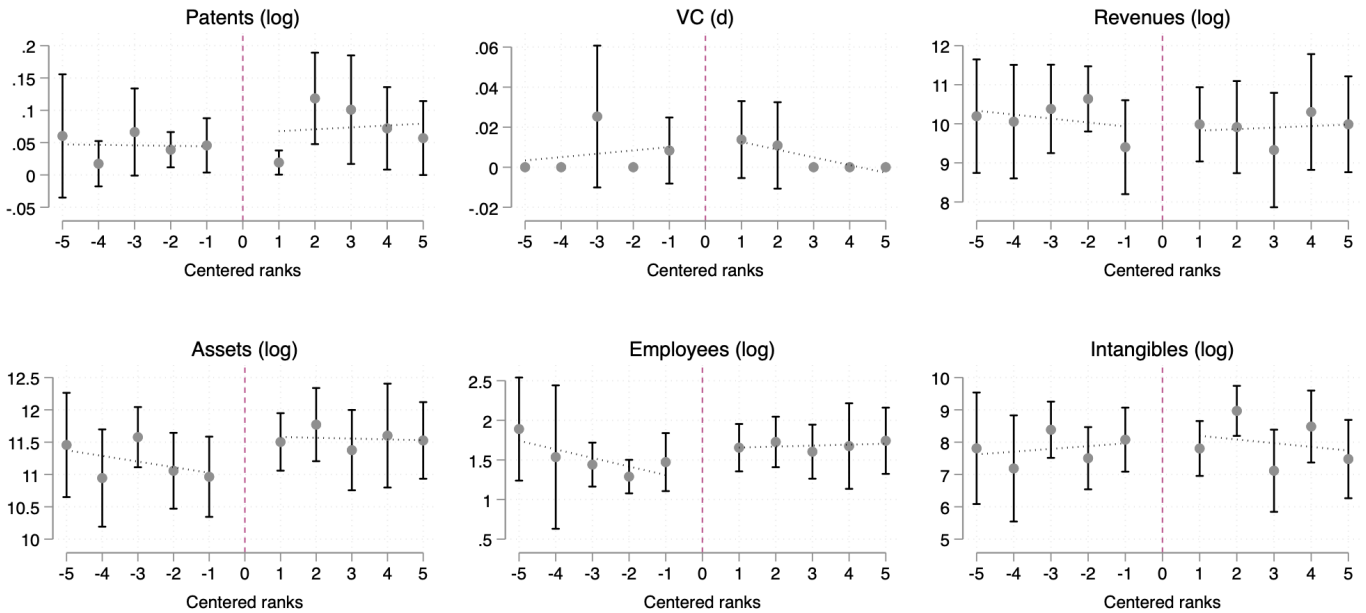 Patents (log)
.2
.15
.1
.05
0
-.05
-5 -4 -3 -2 -1 0 1 2 3 4 5
Centered ranks
VC (d)
.06
.04
.02
0
-.02
-5 -4 -3 -2 -1 0 1 2 3 4 5
Centered ranks
Revenues (log)
12
11
10
9
8
-5 -4 -3 -2 -1 0 1 2 3 4 5
Centered ranks
Assets (log)
12.5
12
11.5
11
10.5
10
-5 -4 -3 -2 -1 0 1 2 3 4 5
Centered ranks
Employees (log)
2.5
2
1.5
1
.5
-5 -4 -3 -2 -1 0 1 2 3 4 5
Centered ranks
Intangibles (log)
10
9
8
7
6
5
-5 -4 -3 -2 -1 0 1 2 3 4 5
Centered ranks